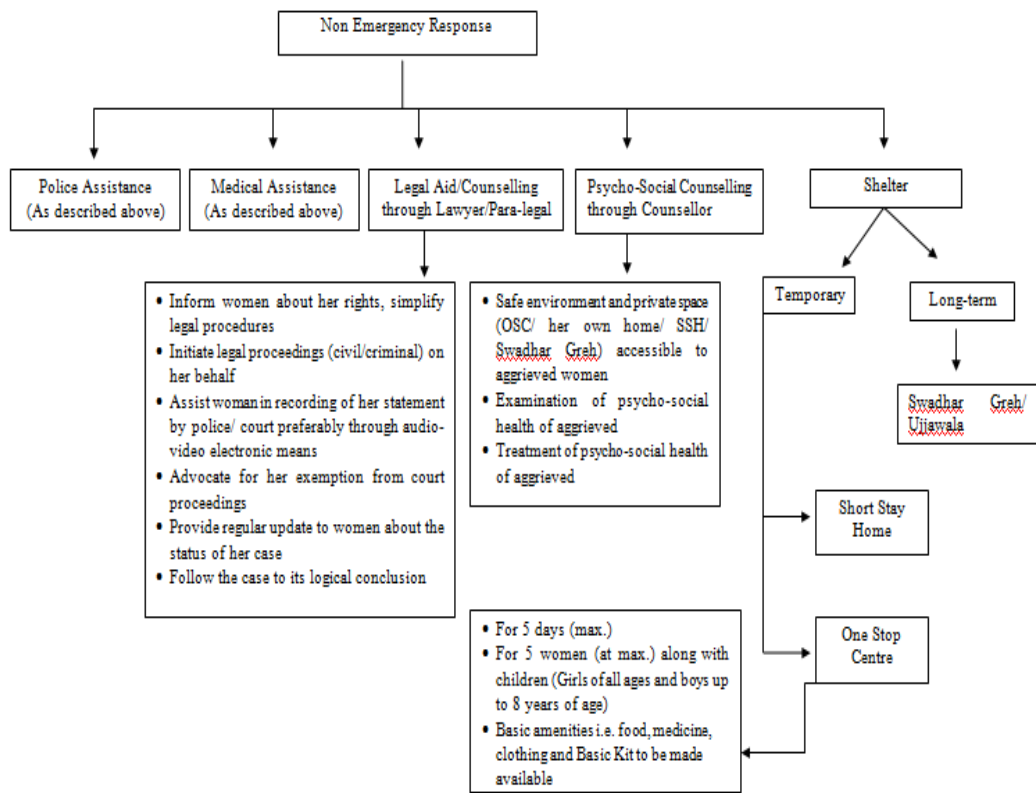 Non Emergency Response
Police Assistance
(As described above)
Medical Assistance
(As described above)
Legal Aid/Counselling
through Lawyer/Para-legal
Psycho-Social Counselling
through Counsellor
Shelter
• Inform women about her rights, simplify
legal procedures
• Initiate legal proceedings (civil/criminal) on
her behalf
• Assist woman in recording of her statement
by police/ court preferably through audio-
video electronic means
• Advocate for her exemption from court
proceedings
• Provide regular update to women about the
status of her case
• Follow the case to its logical conclusion
• Safe environment and private space
(OSC/ her own home/ SSH/
Swadhar Greh) accessible to
aggrieved women
• Examination of psycho-social
health of aggrieved
• Treatment of psycho-social health
of aggrieved
Temporary
Long-term
Swadhar Greh/
Ujjawala
Short Stay
Home
One Stop
Centre
• For 5 days (max.)
• For 5 women (at max.) along with
children (Girls of all ages and boys up
to 8 years of age)
• Basic amenities i.e. food, medicine,
clothing and Basic Kit to be made
available